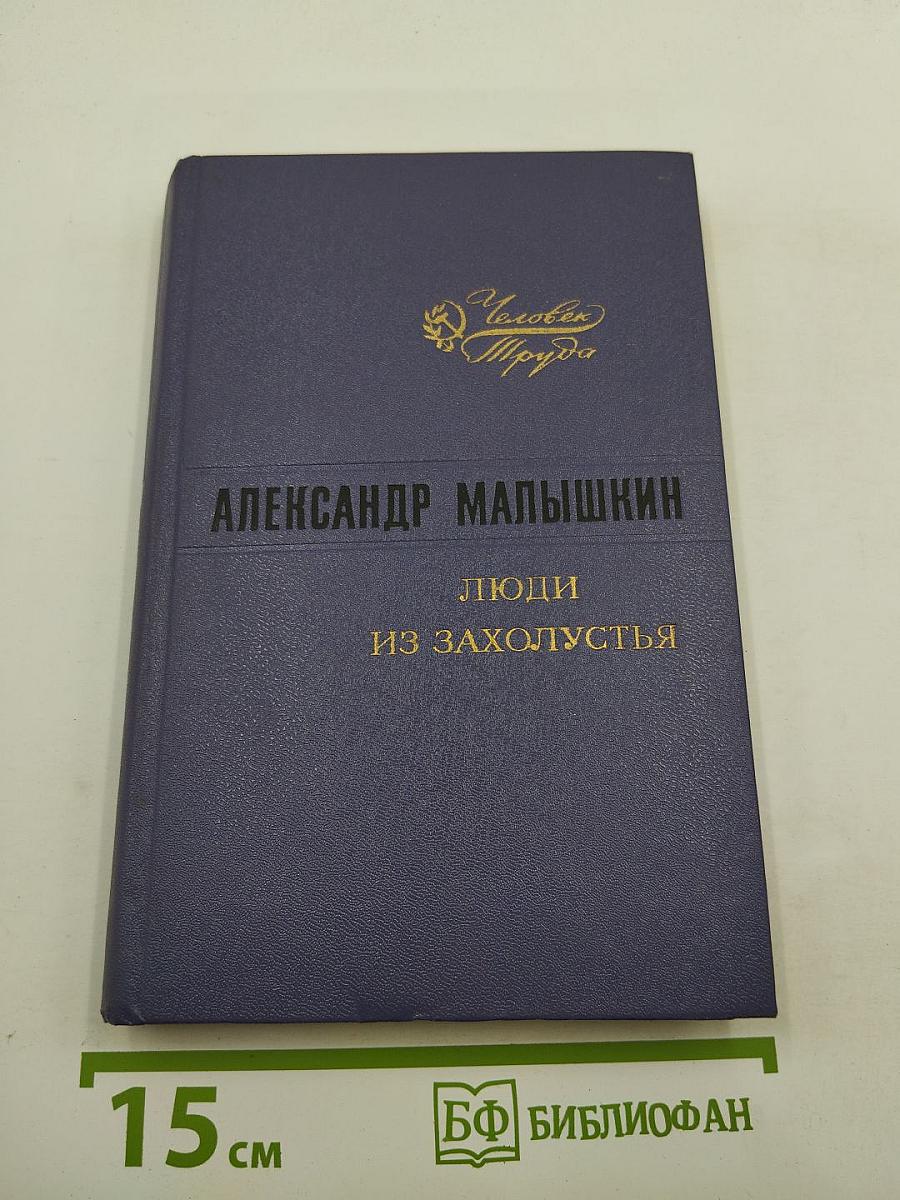 Человек
Труда
АЛЕКСАНДР МАЛЫШКИН
ЛЮДИ
ИЗ ЗАХОЛУСТЬЯ
15 см
БФ БИБЛИОФАН